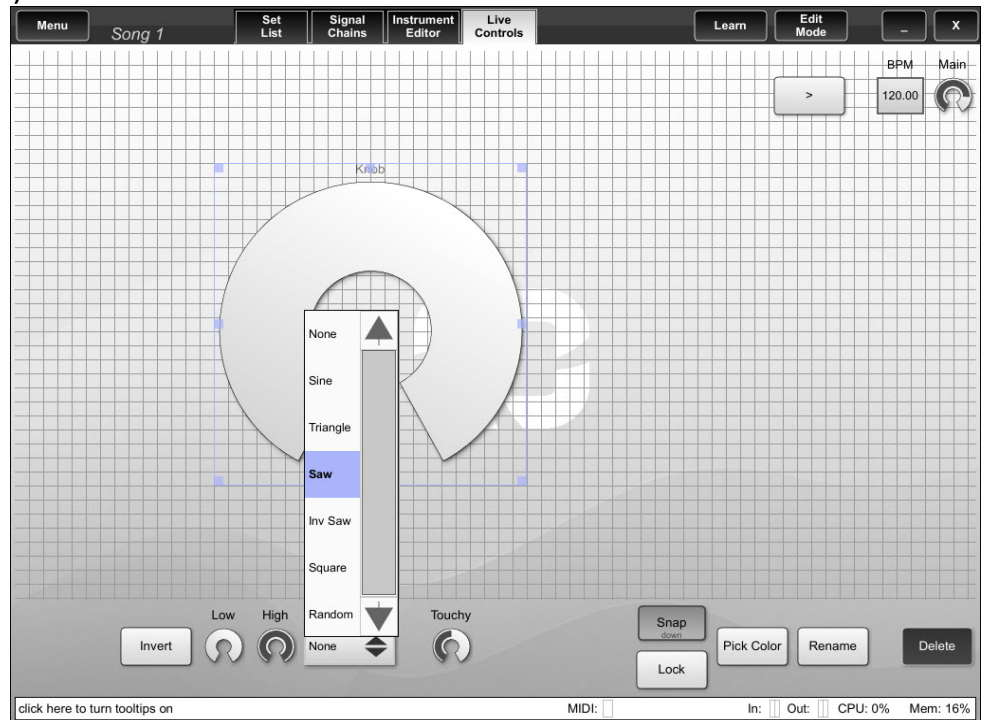 Menu
Song 1
Set
List
Signal
Chains
Instrument
Editor
Live
Controls
Learn
Edit
Mode
_
X
BPM
Main
>
120.00
Knob
None
Sine
Triangle
Saw
Inv Saw
Square
Random
Low
High
Touchy
Invert
None
Snap
down
Lock
Pick Color
Rename
Delete
click here to turn tooltips on
MIDI:
In:
Out:
CPU: 0%
Mem: 16%